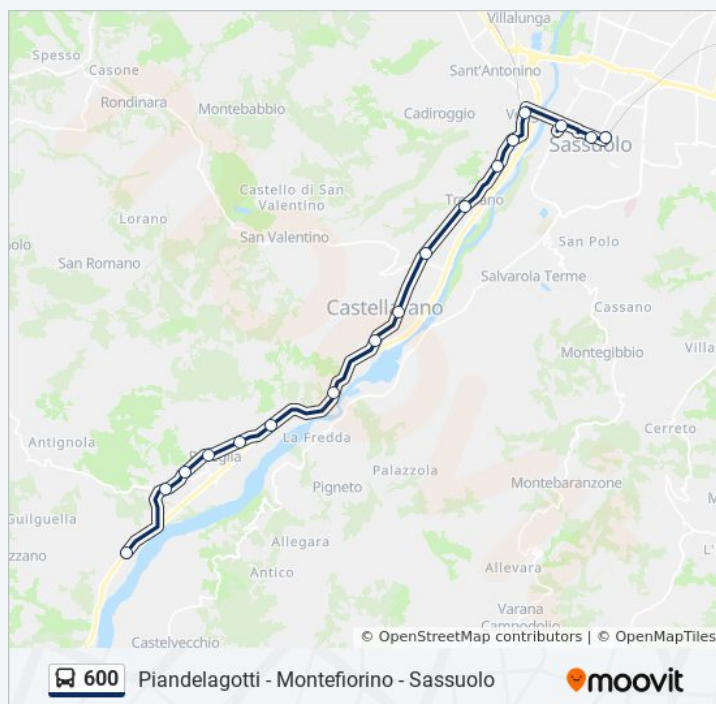 Villalunga
Spesso
Casone
Sant'Antonino
Rondinara
Montebabbio
Cadiroggio
Sassuolo
Castello di San
Valentino
Lorano
San Valentino
San Polo
San Romano
Salvarola Terme
Cassano
Montegibbio
Antignola
La Fredda
Cerreto
Palazzola
Pigneto
Montebaranzone
Guilguella
Allegara
Antico
Allevara
Varana
Campodolio
Castelvecchio
© OpenStreetMap contributors | © OpenMapTiles
600 Piandelagotti - Montefiorino - Sassuolo
moovit